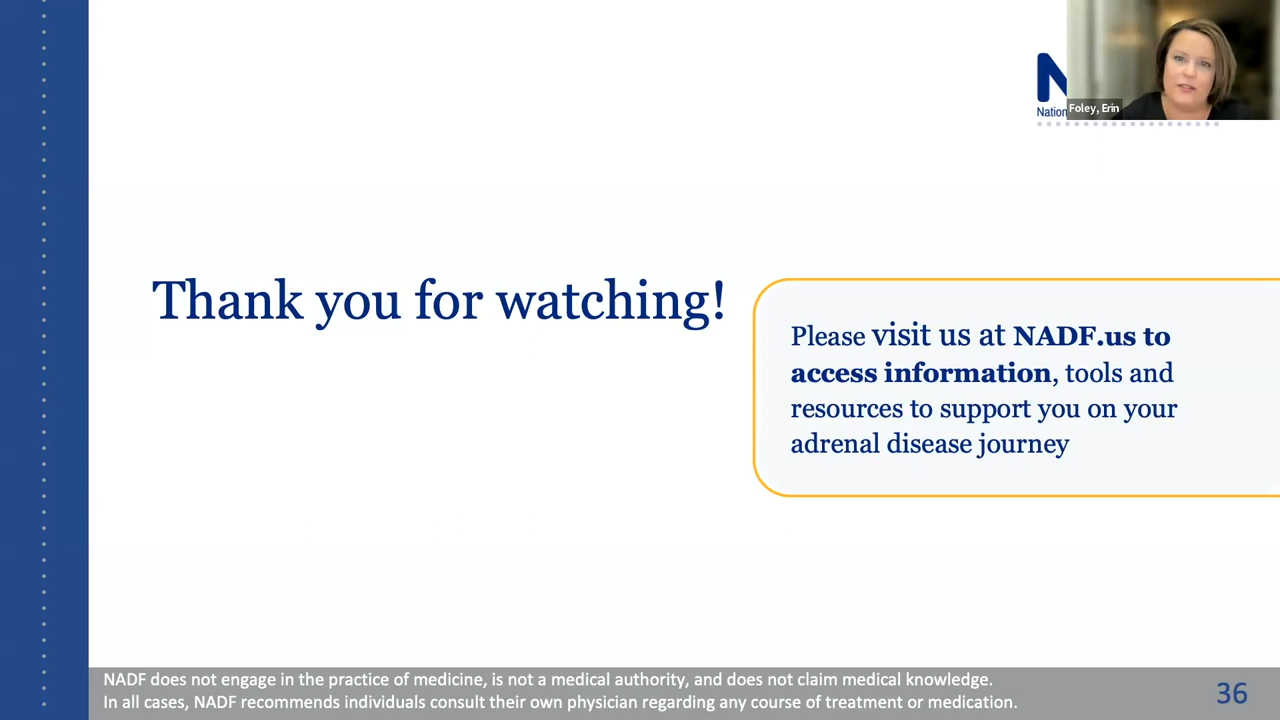 N
Nation
Foley, Erin
Thank you for watching!
Please visit us at NADF.us to
access information, tools and
resources to support you on your
adrenal disease journey
NADF does not engage in the practice of medicine, is not a medical authority, and does not claim medical knowledge.
In all cases, NADF recommends individuals consult their own physician regarding any course of treatment or medication.
36